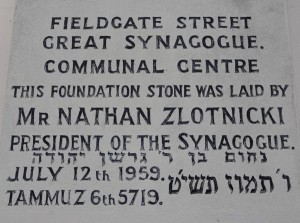 FIELDGATE STREET
GREAT SYNAGOGUE.
COMMUNAL CENTRE
THIS FOUNDATION STONE WAS LAID BY
MR NATHAN ZLOTNICKI
PRESIDENT OF THE SYNAGOGUE.
נחום בן ר' גרשן יהודה
JULY 12th 1959. ו' תמוז תשי"ט
TAMMUZ 6th 5719.